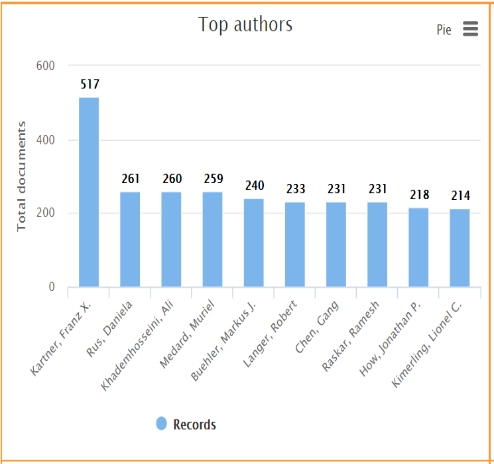 Top authors
Pie
Total documents
600
400
200
0
517
261
260
259
240
233
231
231
218
214
Kartner, Franz X.
Rus, Daniela
Khademhosseini, Ali
Medard, Muriel
Buehler, Markus J.
Langer, Robert
Chen, Gang
Raskar, Ramesh
How, Jonathan P.
Kimerling, Lionel C.
Records